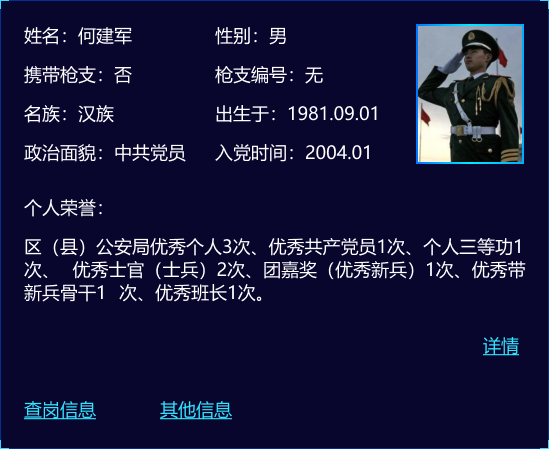 姓名：何建军 性别：男
携带枪支：否 枪支编号：无
名族：汉族 出生于：1981.09.01
政治面貌：中共党员 入党时间：2004.01
个人荣誉：
区（县）公安局优秀个人3次、优秀共产党员1次、个人三等功1
次、 优秀士官（士兵）2次、团嘉奖（优秀新兵）1次、优秀带
新兵骨干1 次、优秀班长1次。
详情
查岗信息 其他信息